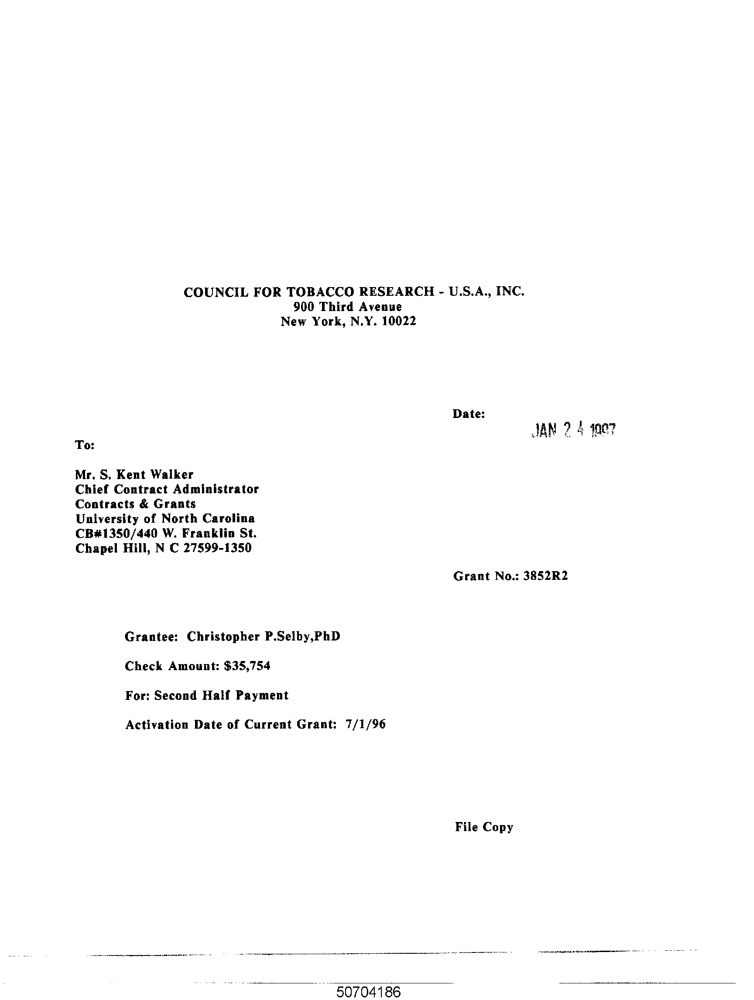 COUNCIL FOR TOBACCO RESEARCH - U.S.A., INC.
900 Third Avenue
New York, N.Y. 10022
Date:
JAN 24 1997
To:
Mr. S. Kent Walker
Chief Contract Administrator
Contracts & Grants
University of North Carolina
CB#1350/440 W. Franklin St.
Chapel Hill, N C 27599-1350
Grant No.: 3852R2
Grantee: Christopher P.Selby,PhD
Check Amount: $35,754
For: Second Half Payment
Activation Date of Current Grant: 7/1/96
File Copy
50704186